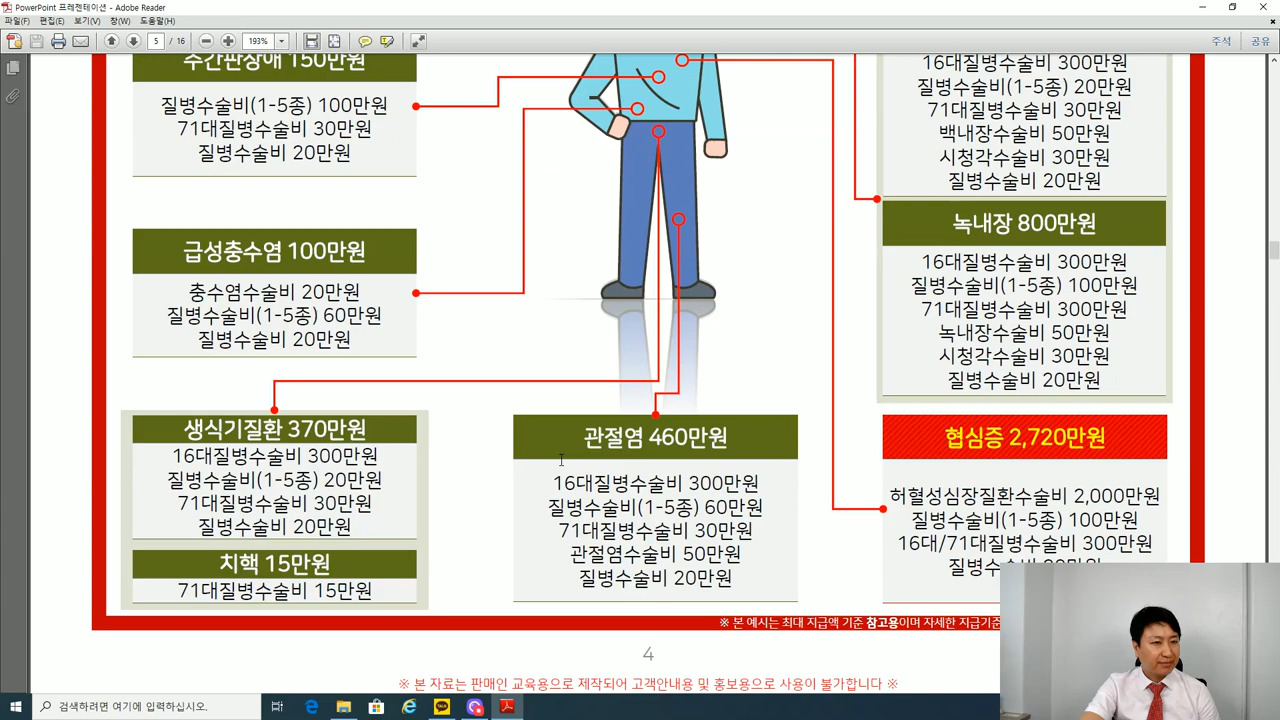 PowerPoint 프레젠테이션 - Adobe Reader
파일(F) 편집(E) 보기(V) 창(W) 도움말(H)
5 / 16 193% 주석 공유
추간판장애 150만원
질병수술비(1-5종) 100만원
71대질병수술비 30만원
질병수술비 20만원
급성충수염 100만원
충수염수술비 20만원
질병수술비(1-5종) 60만원
질병수술비 20만원
생식기질환 370만원
16대질병수술비 300만원
질병수술비(1-5종) 20만원
71대질병수술비 30만원
질병수술비 20만원
치핵 15만원
71대질병수술비 15만원
관절염 460만원
16대질병수술비 300만원
질병수술비(1-5종) 60만원
71대질병수술비 30만원
관절염수술비 50만원
질병수술비 20만원
16대질병수술비 300만원
질병수술비(1-5종) 20만원
71대질병수술비 30만원
백내장수술비 50만원
시청각수술비 30만원
질병수술비 20만원
녹내장 800만원
16대질병수술비 300만원
질병수술비(1-5종) 100만원
71대질병수술비 300만원
녹내장수술비 50만원
시청각수술비 30만원
질병수술비 20만원
협심증 2,720만원
허혈성심장질환수술비 2,000만원
질병수술비(1-5종) 100만원
16대/71대질병수술비 300만원
※ 본 예시는 최대 지급액 기준 참고용이며 자세한 지급기준
4
※ 본 자료는 판매인 교육용으로 제작되어 고객안내용 및 홍보용으로 사용이 불가합니다 ※
검색하려면 여기에 입력하십시오.
TALK